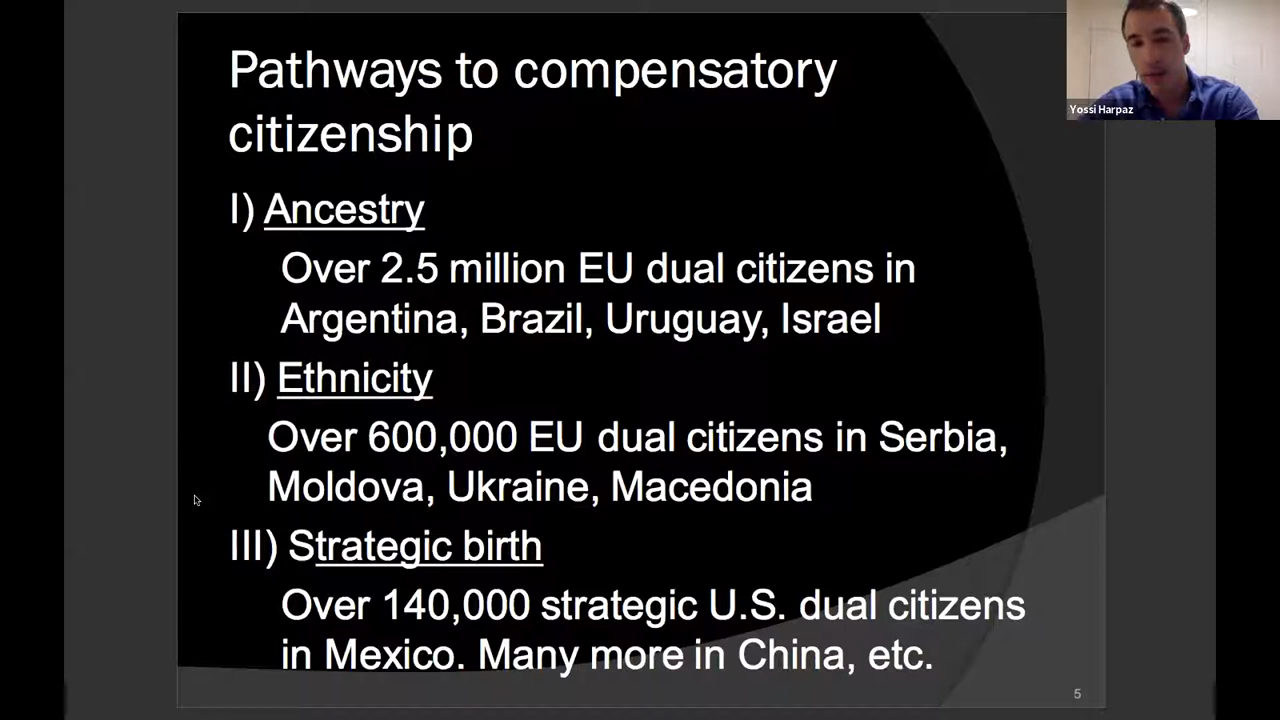 Pathways to compensatory
citizenship
I) Ancestry
Over 2.5 million EU dual citizens in
Argentina, Brazil, Uruguay, Israel
II) Ethnicity
Over 600,000 EU dual citizens in Serbia,
Moldova, Ukraine, Macedonia
III) Strategic birth
Over 140,000 strategic U.S. dual citizens
in Mexico. Many more in China, etc.
5
Yossi Harpaz